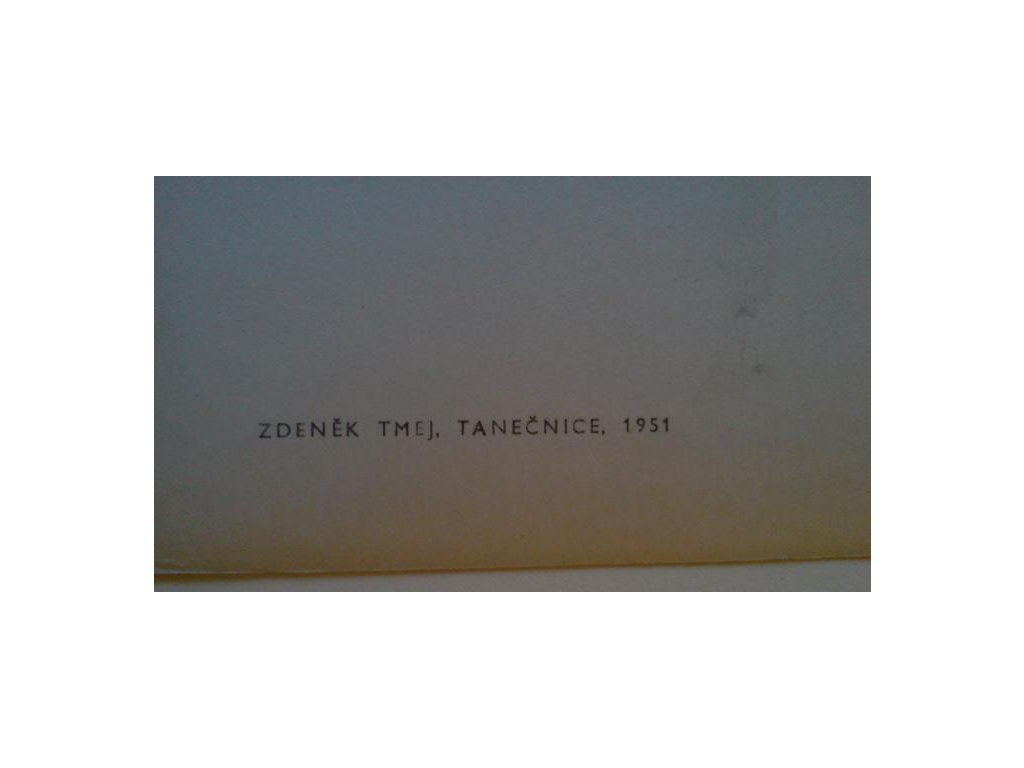 ZDENĚK TMEJ, TANEČNICE, 1951